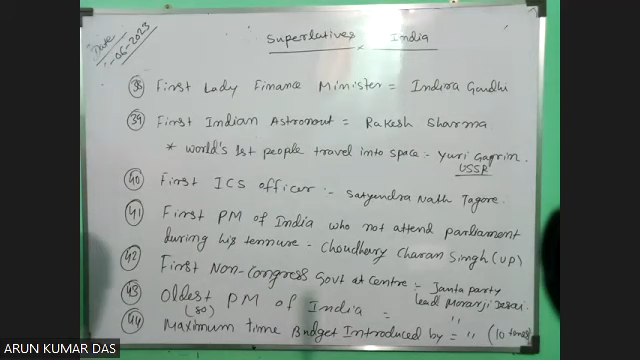 Date
-06-2023
Superlatives India
38 First Lady Finance Minister = Indira Gandhi
39 First Indian Astronout = Rakesh Sharma
* world's 1st people travel into space :- Yuri Gagrin.
USSR
40 First ICS officer :- Satyendra Nath Tagore.
41 First PM of India who not attend parliament
during his tennure - Choudhary Charan Singh (UP)
42 First Non-Congress Govt at Centre :- Janta party
lead Morarji Desai.
43 Oldest PM of India = "
(80)
44 Maximum time Budget Introduced by = " (10 times)
ARUN KUMAR DAS